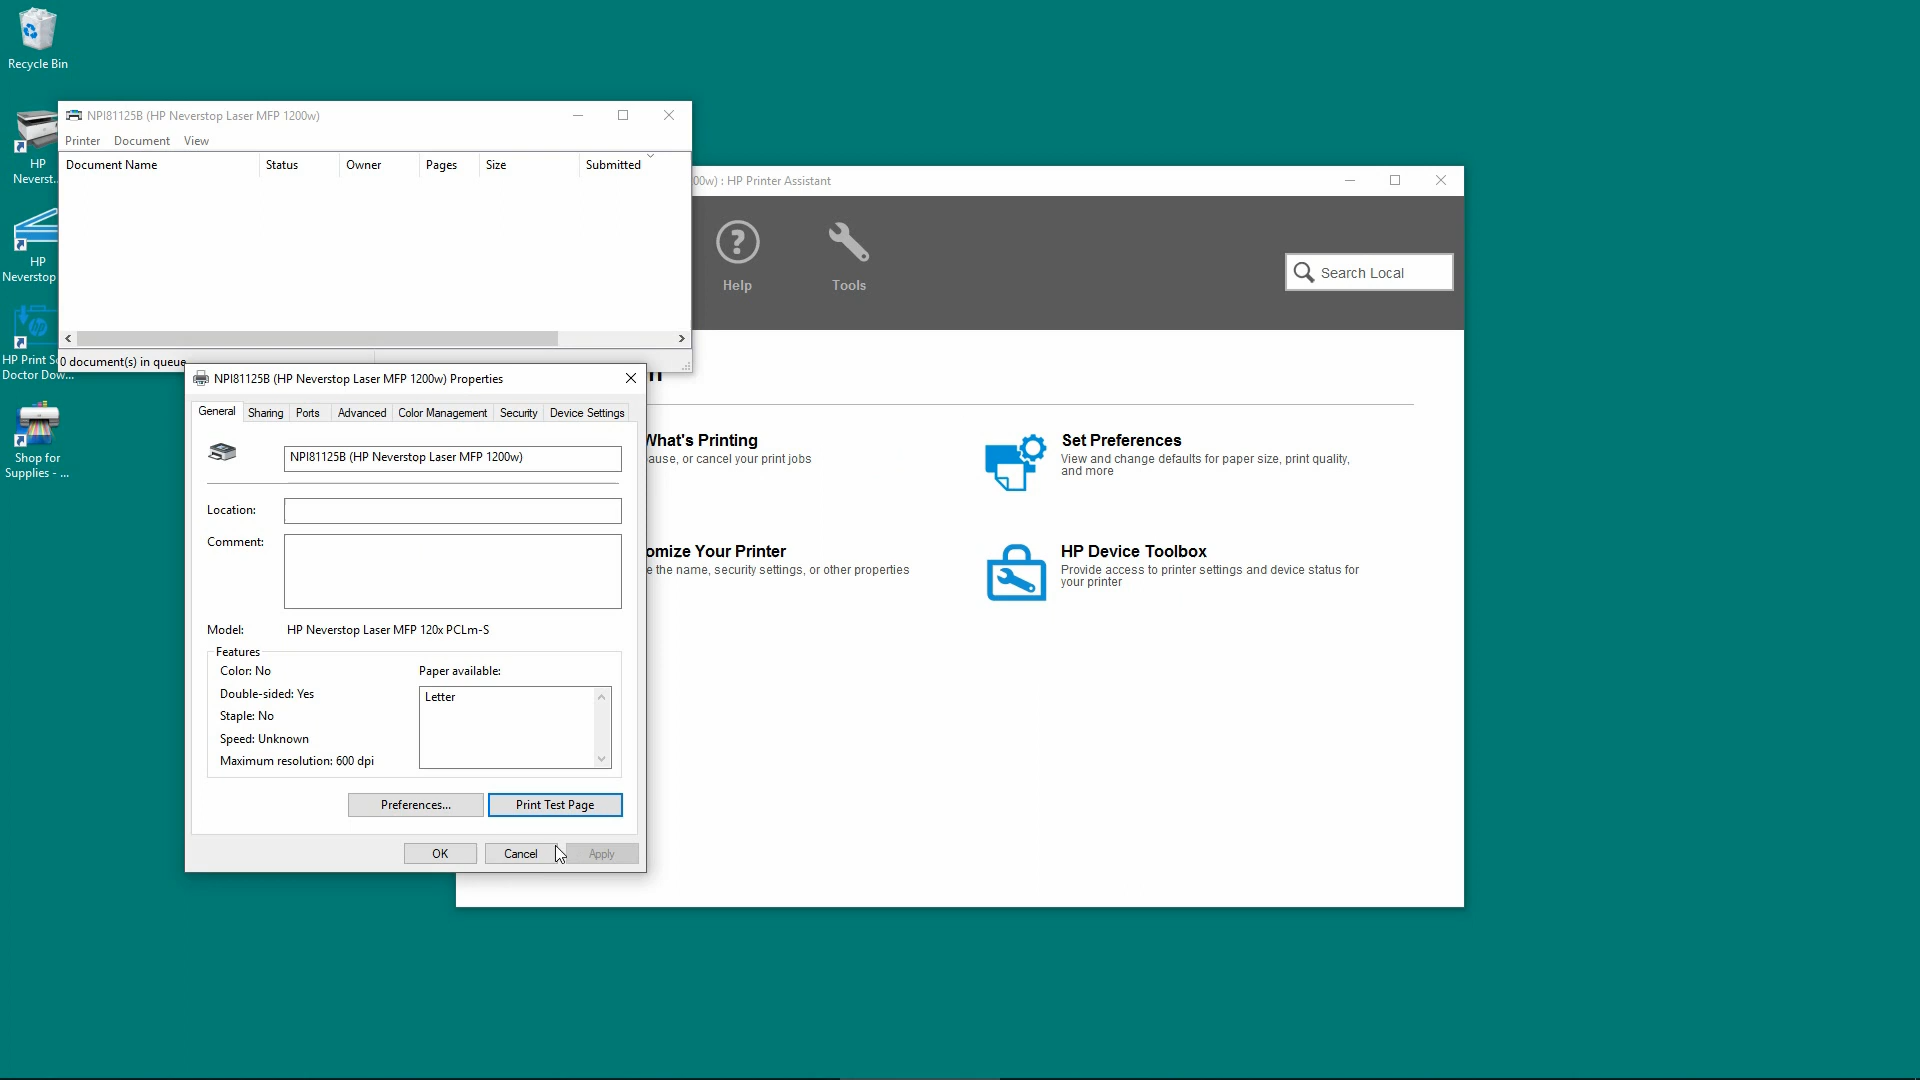 Recycle Bin
HP
Neverst...
HP
Neverstop
HP Print S
Doctor Dow...
Shop for
Supplies - ...
NPI81125B (HP Neverstop Laser MFP 1200w)
Printer Document View
Document Name Status Owner Pages Size Submitted
0 document(s) in queue
00w) : HP Printer Assistant
Help
Tools
Search Local
What's Printing
ause, or cancel your print jobs
Set Preferences
View and change defaults for paper size, print quality,
and more
omize Your Printer
e the name, security settings, or other properties
HP Device Toolbox
Provide access to printer settings and device status for
your printer
NPI81125B (HP Neverstop Laser MFP 1200w) Properties
General Sharing Ports Advanced Color Management Security Device Settings
NPI81125B (HP Neverstop Laser MFP 1200w)
Location:
Comment:
Model: HP Neverstop Laser MFP 120x PCLm-S
Features
Color: No
Double-sided: Yes
Staple: No
Speed: Unknown
Maximum resolution: 600 dpi
Paper available:
Letter
Preferences...
Print Test Page
OK
Cancel
Apply